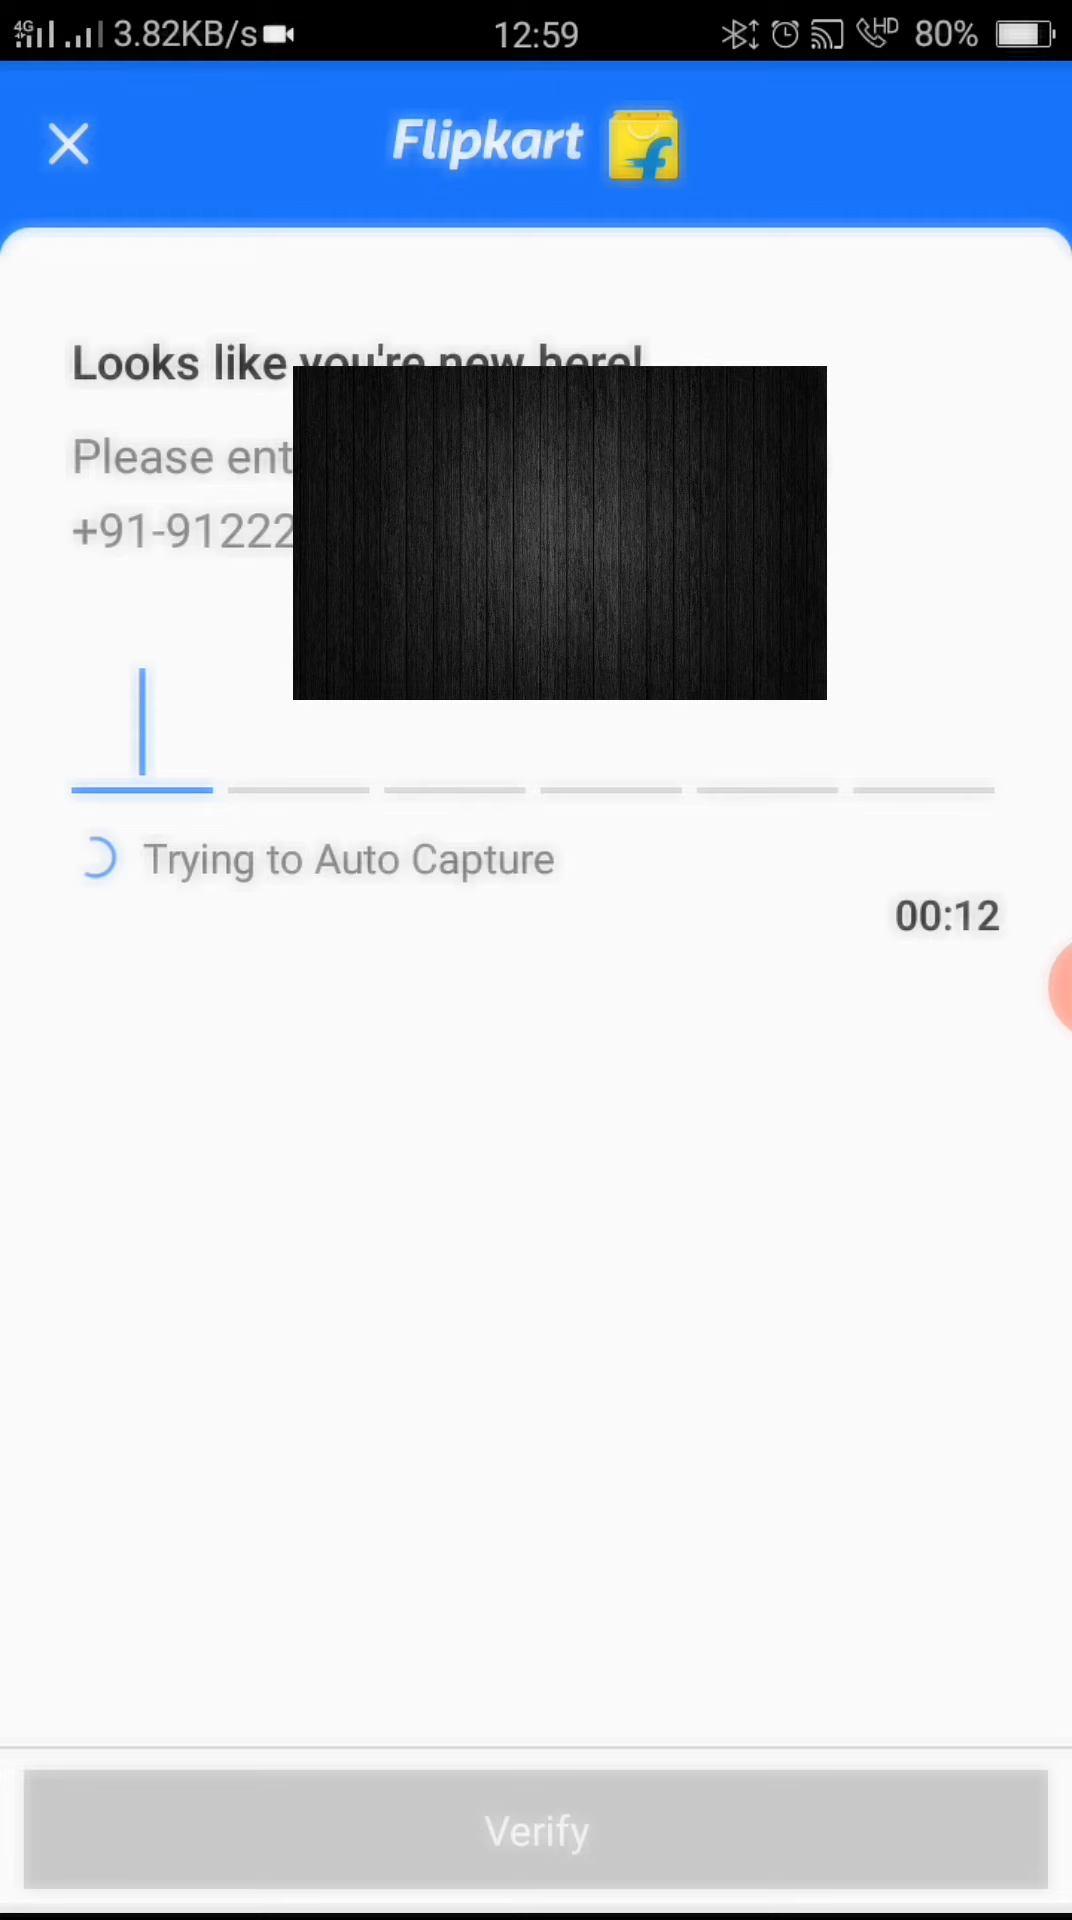 4G 3.82KB/s 12:59 HD 80%
Flipkart
Looks like you're new here!
Please
+91-91222
Trying to Auto Capture
00:12
Verify